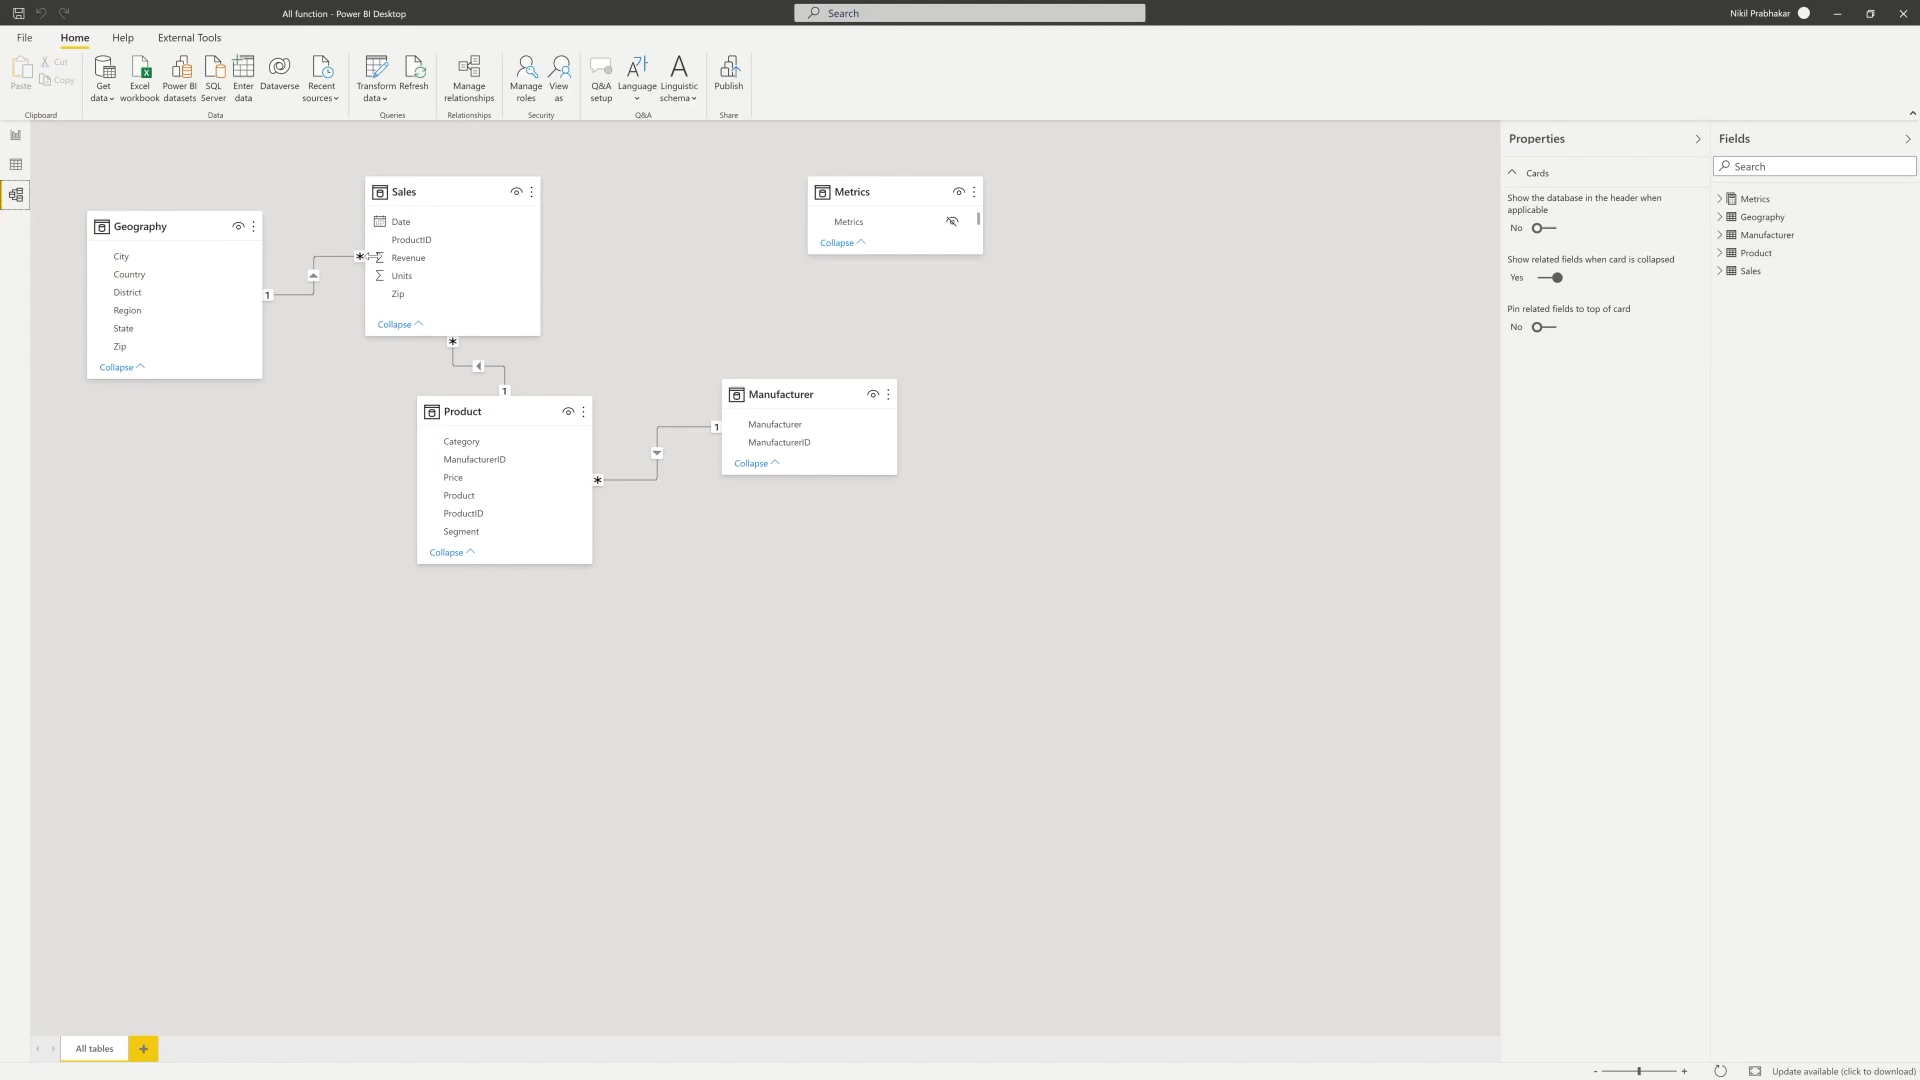 All function - Power BI Desktop
Search
Nikil Prabhakar
File
Home
Help
External Tools
Paste
Cut
Copy
Clipboard
Get
data
Excel
workbook
Power BI
datasets
SQL
Server
Enter
data
Dataverse
Recent
sources
Data
Transform
data
Refresh
Queries
Manage
relationships
Relationships
Manage
roles
View
as
Security
Q&A
setup
Language
Linguistic
schema
Q&A
Publish
Share
Geography
City
Country
District
Region
State
Zip
Collapse
1
*
Sales
Date
ProductID
Revenue
Units
Zip
Collapse
*
1
Product
Category
ManufacturerID
Price
Product
ProductID
Segment
Collapse
*
1
Manufacturer
Manufacturer
ManufacturerID
Collapse
Metrics
Metrics
Collapse
Properties
Cards
Show the database in the header when
applicable
No
Show related fields when card is collapsed
Yes
Pin related fields to top of card
No
Fields
Search
Metrics
Geography
Manufacturer
Product
Sales
All tables
+
- +
Update available (click to download)